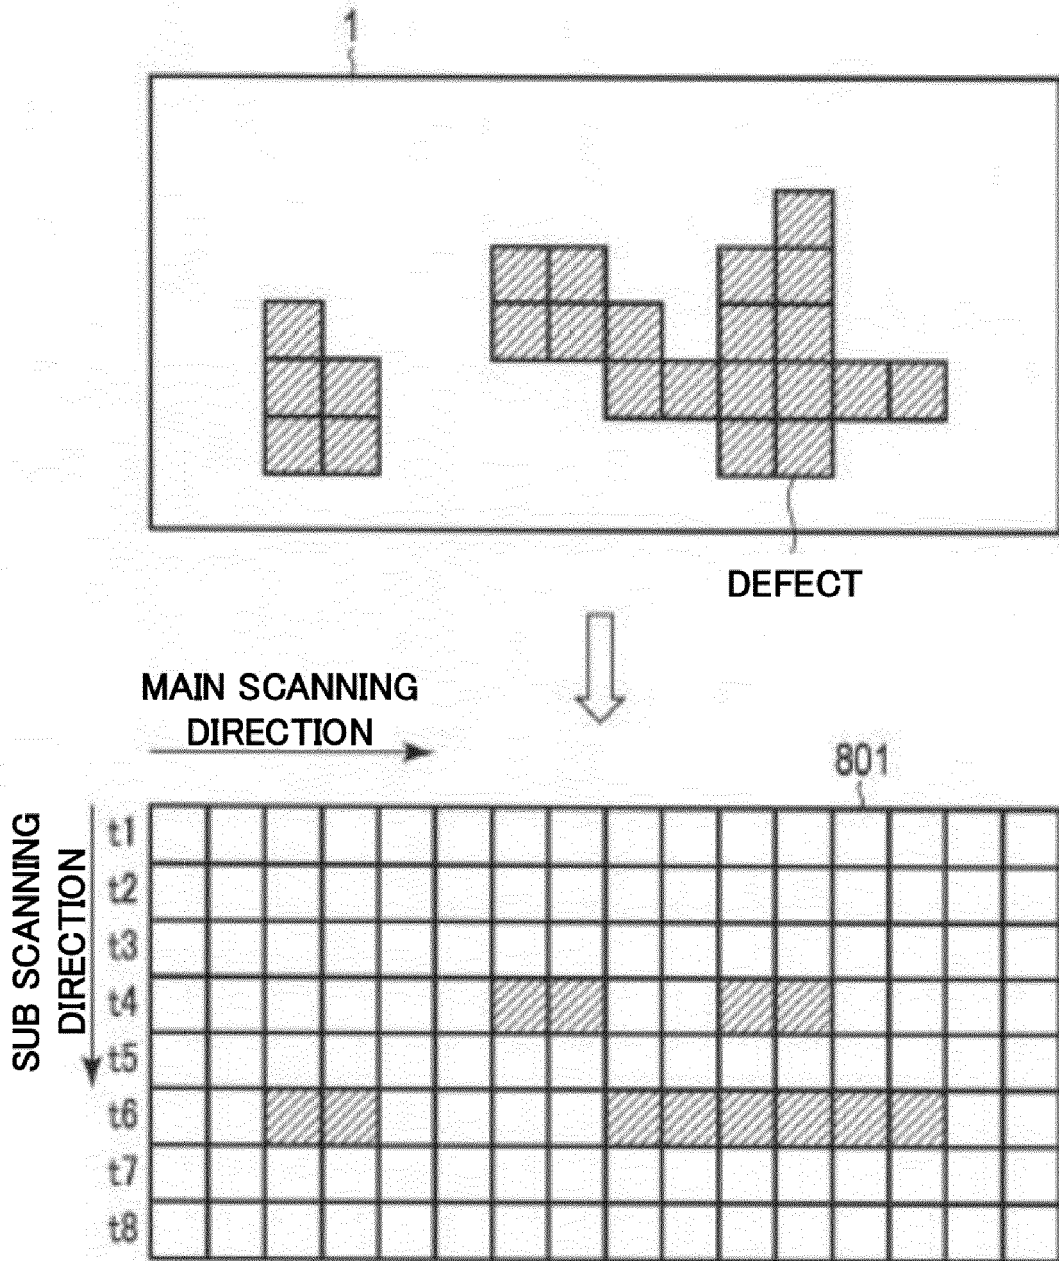 1
DEFECT
MAIN SCANNING
DIRECTION
801
SUB SCANNING
DIRECTION
t1
t2
t3
t4
t5
t6
t7
t8